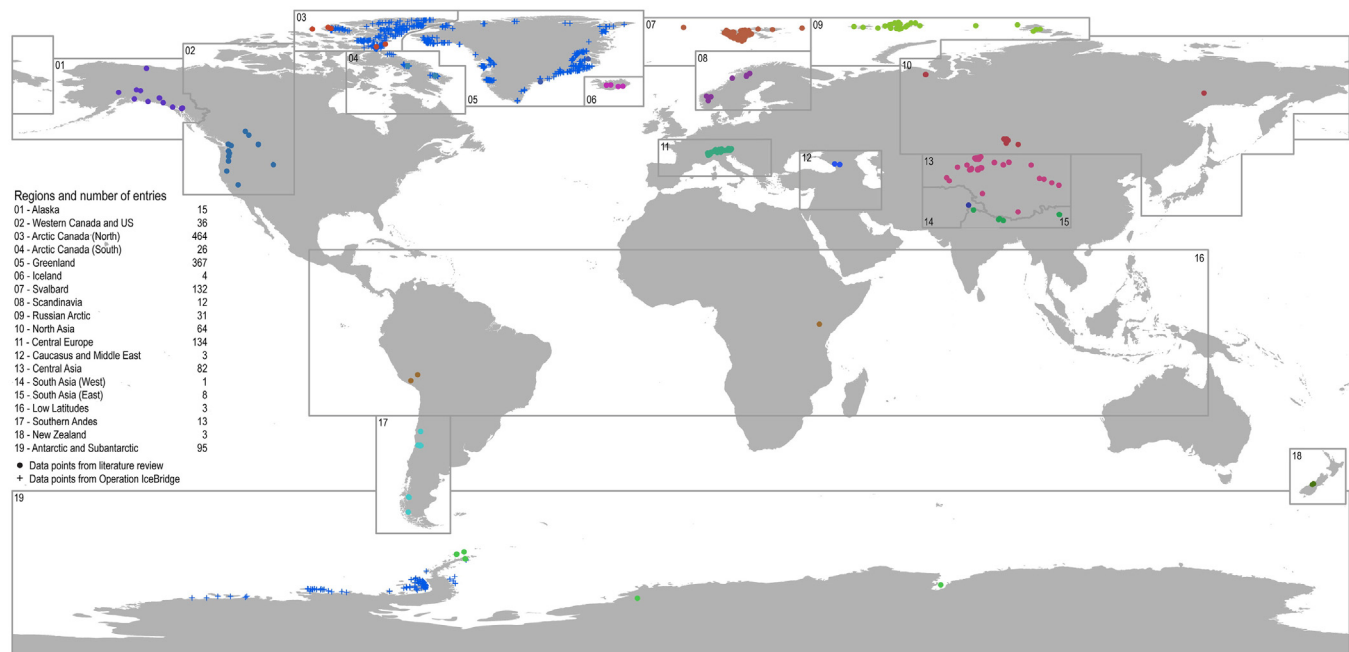 03
07
09
02
04
08
01
10
05
06
11
12
13
14
15
Regions and number of entries
01 - Alaska 15
02 - Western Canada and US 36
03 - Arctic Canada (North) 464
04 - Arctic Canada (South) 26
05 - Greenland 367
06 - Iceland 4
07 - Svalbard 132
08 - Scandinavia 12
09 - Russian Arctic 31
10 - North Asia 64
11 - Central Europe 134
12 - Caucasus and Middle East 3
13 - Central Asia 82
14 - South Asia (West) 1
15 - South Asia (East) 8
16 - Low Latitudes 3
17 - Southern Andes 13
18 - New Zealand 3
19 - Antarctic and Subantarctic 95
Data points from literature review
Data points from Operation IceBridge
16
17
18
19